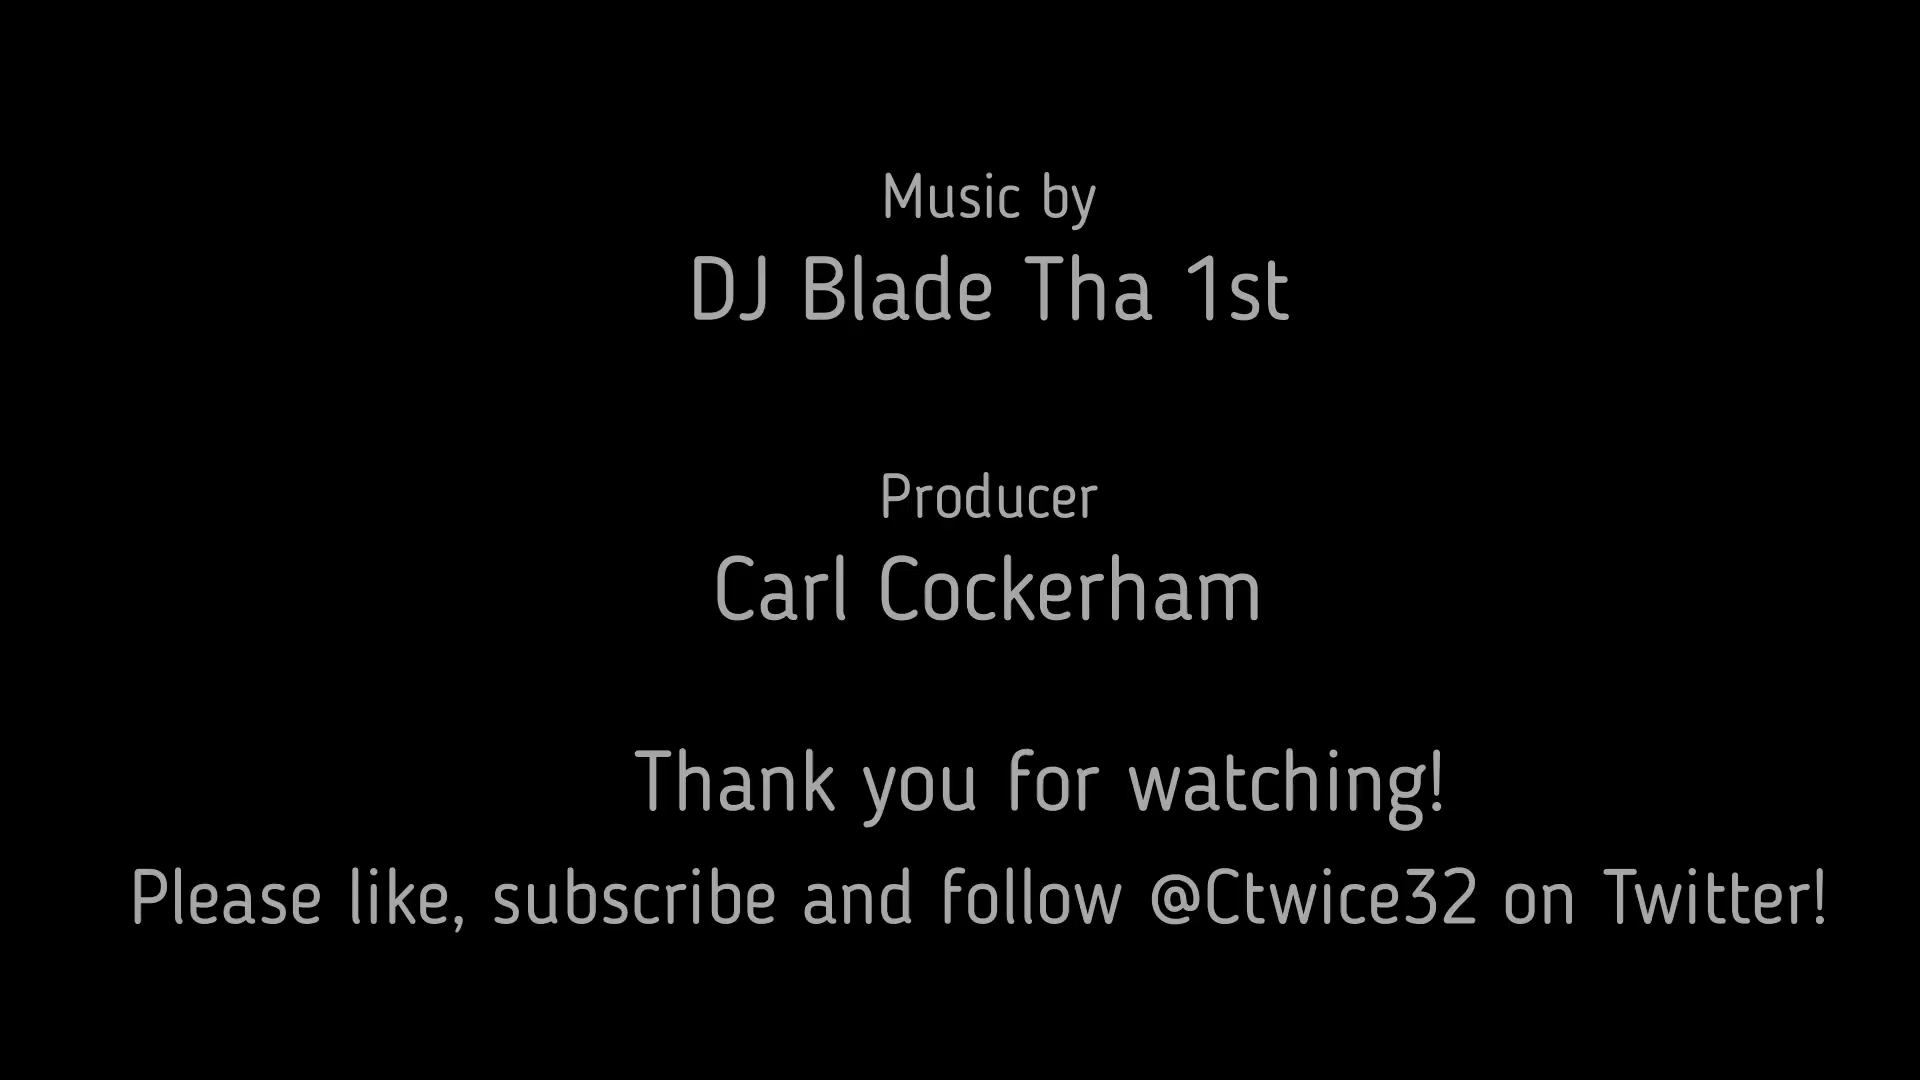 Music by
DJ Blade Tha 1st
Producer
Carl Cockerham
Thank you for watching!
Please like, subscribe and follow @Ctwice32 on Twitter!